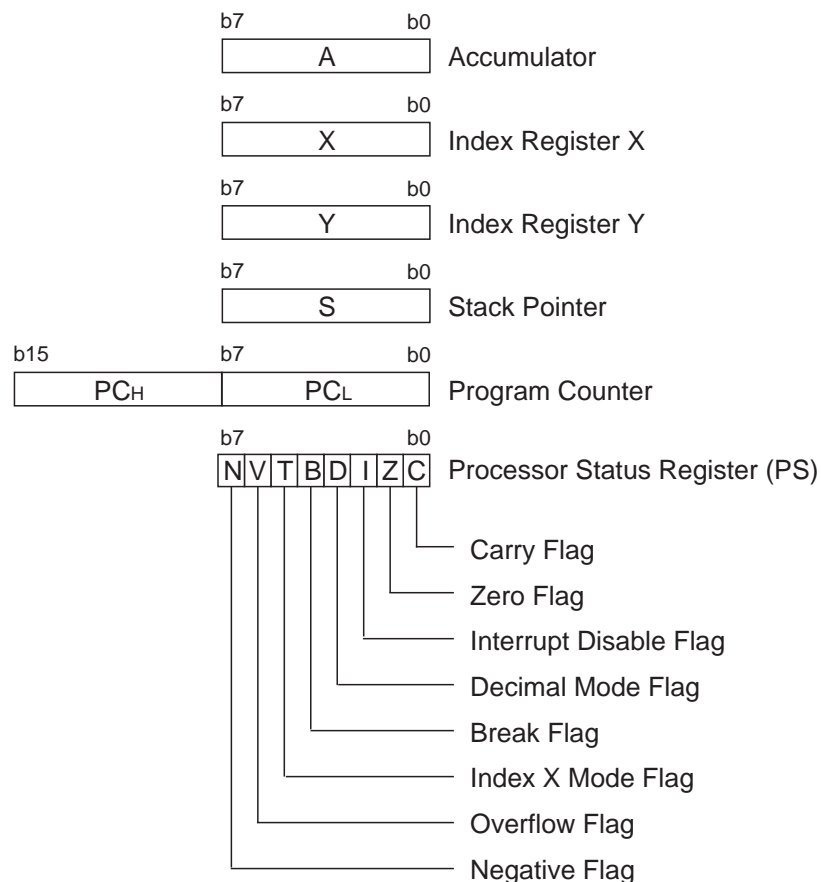 b7 b0
A Accumulator
b7 b0
X Index Register X
b7 b0
Y Index Register Y
b7 b0
S Stack Pointer
b15 b7 b0
PCH PCL Program Counter
b7 b0
N V T B D I Z C Processor Status Register (PS)
Carry Flag
Zero Flag
Interrupt Disable Flag
Decimal Mode Flag
Break Flag
Index X Mode Flag
Overflow Flag
Negative Flag